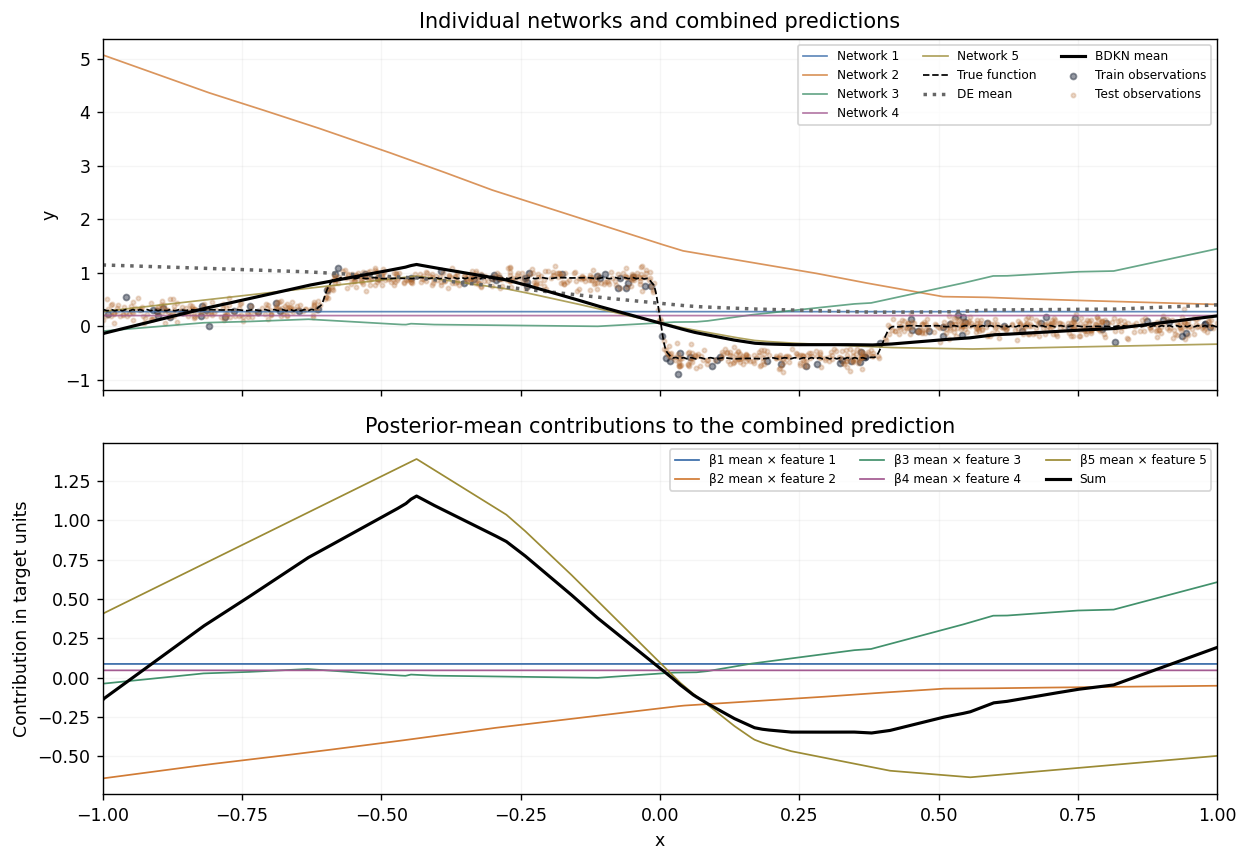 Individual networks and combined predictions
5
4
3
2
1
0
−1
y
Network 1
Network 2
Network 3
Network 4
Network 5
True function
DE mean
BDKN mean
Train observations
Test observations
Posterior-mean contributions to the combined prediction
1.25
1.00
0.75
0.50
0.25
0.00
−0.25
−0.50
Contribution in target units
β1 mean × feature 1
β2 mean × feature 2
β3 mean × feature 3
β4 mean × feature 4
β5 mean × feature 5
Sum
−1.00 −0.75 −0.50 −0.25 0.00 0.25 0.50 0.75 1.00
x